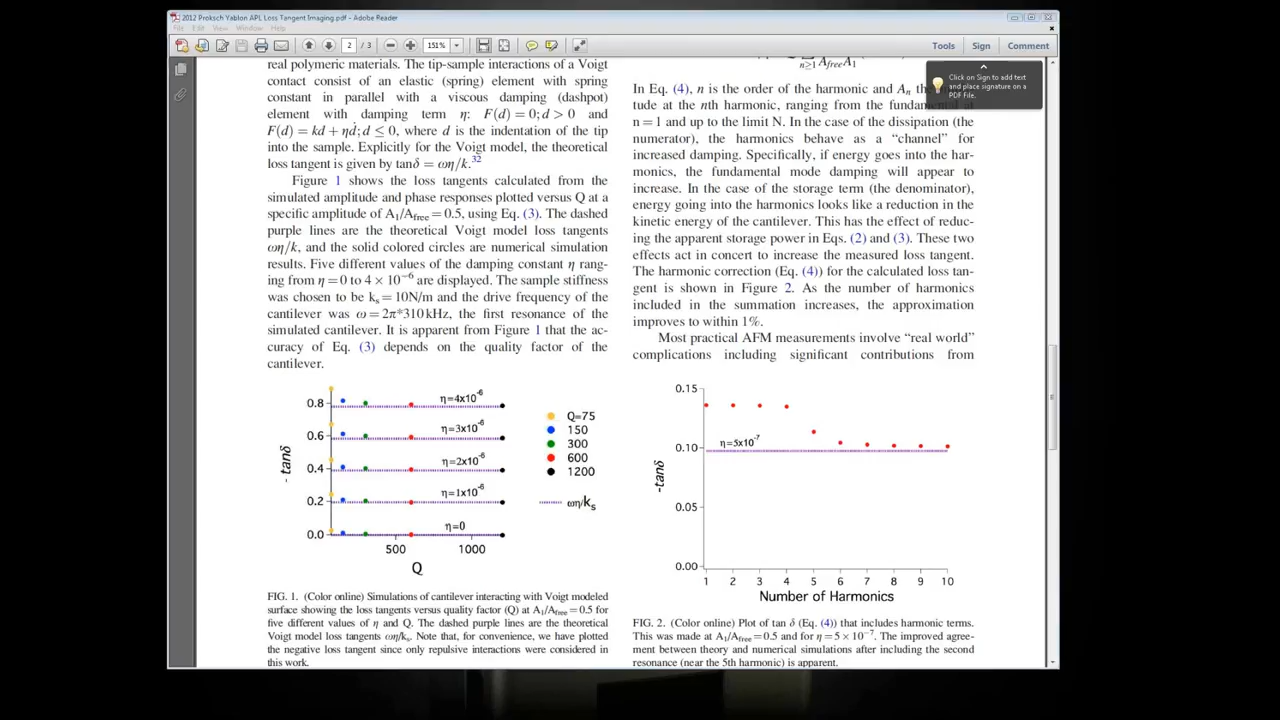 2012 Proksch Yablon APL Loss Tangent Imaging.pdf - Adobe Reader
File Edit View Window Help
2 / 3
151%
Tools Sign Comment
Click on Sign to add text
and place signature on a
PDF file.
real polymeric materials. The tip-sample interactions of a Voigt
contact consist of an elastic (spring) element with spring
constant in parallel with a viscous damping (dashpot)
element with damping term η: F(d) = 0; d > 0 and
F(d) = kd + ηḋ; d ≤ 0, where d is the indentation of the tip
into the sample. Explicitly for the Voigt model, the theoretical
loss tangent is given by tanδ = ωη/k.32
Figure 1 shows the loss tangents calculated from the
simulated amplitude and phase responses plotted versus Q at a
specific amplitude of A1/Afree = 0.5, using Eq. (3). The dashed
purple lines are the theoretical Voigt model loss tangents
ωη/k, and the solid colored circles are numerical simulation
results. Five different values of the damping constant η rang-
ing from η = 0 to 4 × 10−6 are displayed. The sample stiffness
was chosen to be ks = 10N/m and the drive frequency of the
cantilever was ω = 2π*310 kHz, the first resonance of the
simulated cantilever. It is apparent from Figure 1 that the ac-
curacy of Eq. (3) depends on the quality factor of the
cantilever.
0.8
0.6
0.4
0.2
0.0
- tanδ
η=4x10-6
η=3x10-6
η=2x10-6
η=1x10-6
η=0
500 1000
Q
Q=75
150
300
600
1200
ωη/ks
FIG. 1. (Color online) Simulations of cantilever interacting with Voigt modeled
surface showing the loss tangents versus quality factor (Q) at A1/Afree = 0.5 for
five different values of η and Q. The dashed purple lines are the theoretical
Voigt model loss tangents ωη/ks. Note that, for convenience, we have plotted
the negative loss tangent since only repulsive interactions were considered in
this work.
n≥1 AfreeA1
In Eq. (4), n is the order of the harmonic and An the
tude at the nth harmonic, ranging from the fundamental at
n = 1 and up to the limit N. In the case of the dissipation (the
numerator), the harmonics behave as a “channel” for
increased damping. Specifically, if energy goes into the har-
monics, the fundamental mode damping will appear to
increase. In the case of the storage term (the denominator),
energy going into the harmonics looks like a reduction in the
kinetic energy of the cantilever. This has the effect of reduc-
ing the apparent storage power in Eqs. (2) and (3). These two
effects act in concert to increase the measured loss tangent.
The harmonic correction (Eq. (4)) for the calculated loss tan-
gent is shown in Figure 2. As the number of harmonics
included in the summation increases, the approximation
improves to within 1%.
Most practical AFM measurements involve “real world”
complications including significant contributions from
0.15
0.10
0.05
0.00
-tanδ
η=5x10-7
1 2 3 4 5 6 7 8 9 10
Number of Harmonics
FIG. 2. (Color online) Plot of tan δ (Eq. (4)) that includes harmonic terms.
This was made at A1/Afree = 0.5 and for η = 5 × 10−7. The improved agree-
ment between theory and numerical simulations after including the second
resonance (near the 5th harmonic) is apparent.